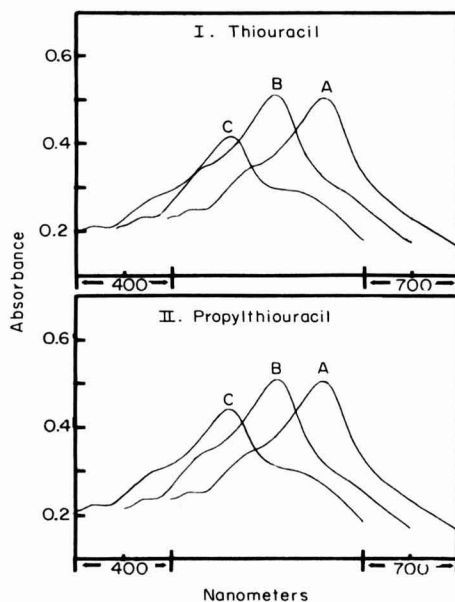 I. Thiouracil
0.6
B
A
C
0.4
0.2
400
700
Absorbance
II. Propylthiouracil
0.6
B
A
C
0.4
0.2
400
700
Nanometers